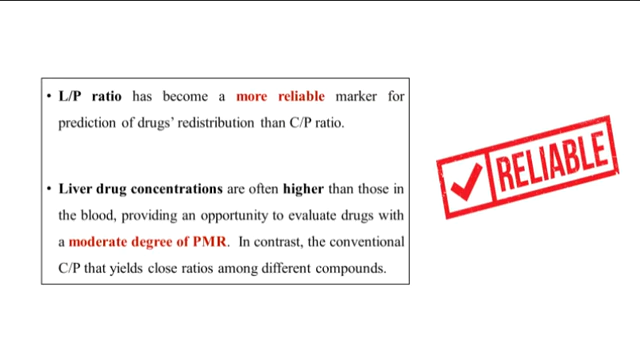 • L/P ratio has become a more reliable marker for
prediction of drugs' redistribution than C/P ratio.
• Liver drug concentrations are often higher than those in
the blood, providing an opportunity to evaluate drugs with
a moderate degree of PMR. In contrast, the conventional
C/P that yields close ratios among different compounds.
RELIABLE